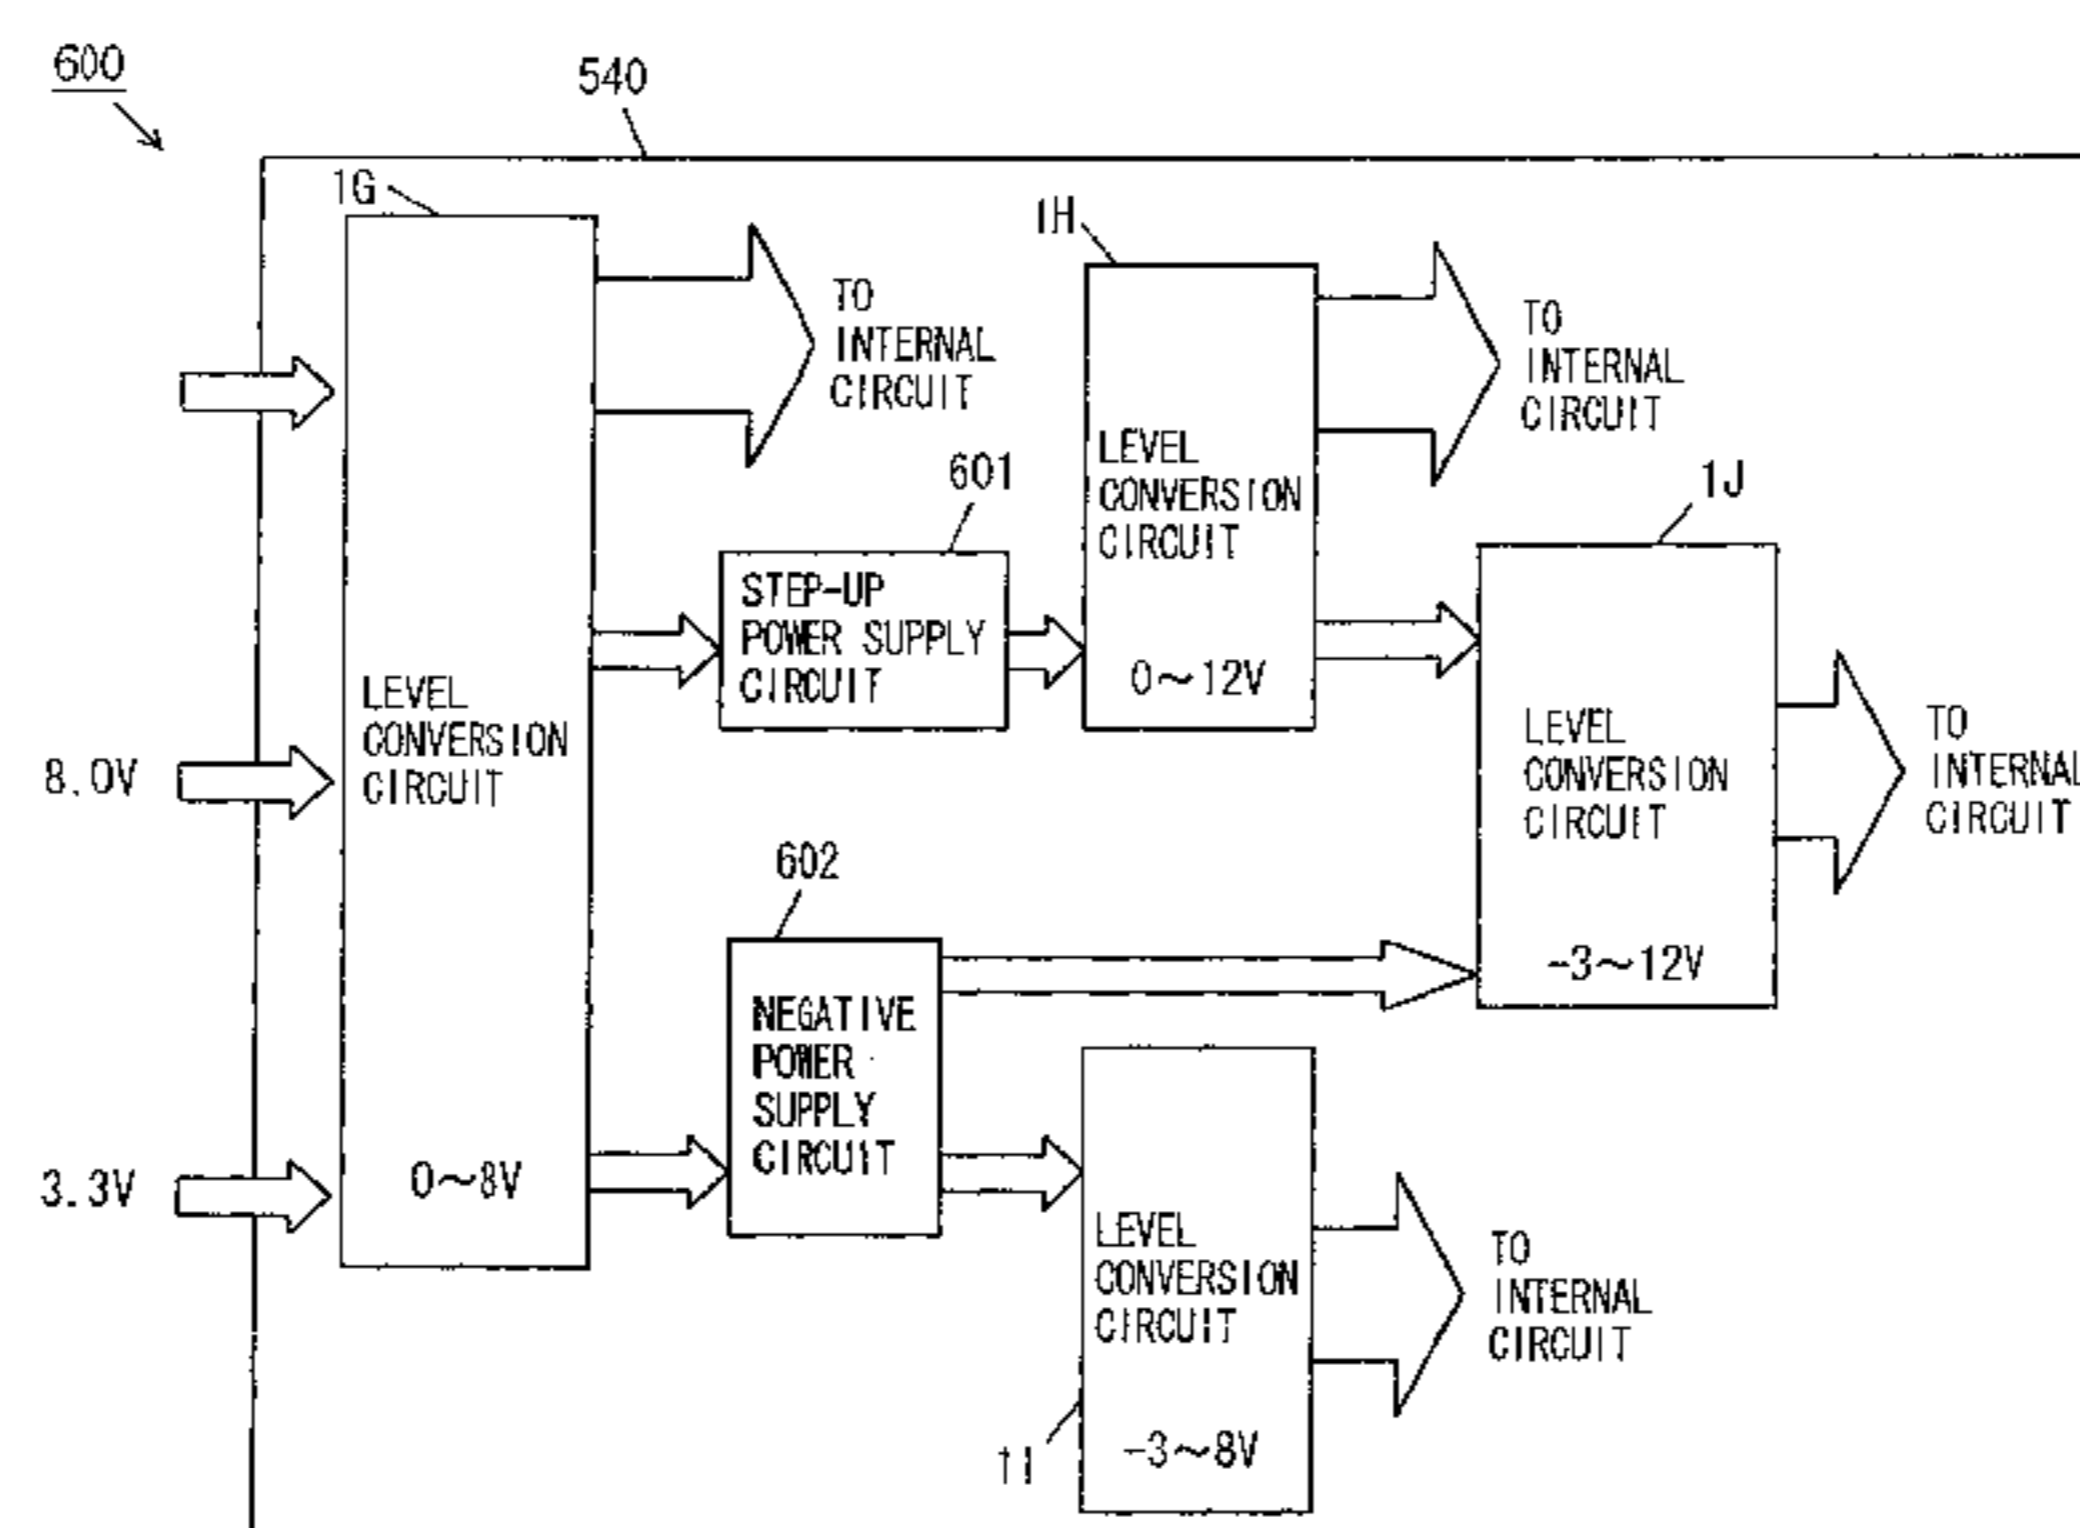 600
540
1G
TO
INTERNAL
CIRCUIT
1H
TO
INTERNAL
CIRCUIT
LEVEL
CONVERSION
CIRCUIT
0~12V
601
STEP-UP
POWER SUPPLY
CIRCUIT
1J
LEVEL
CONVERSION
CIRCUIT
0~8V
8.0V
3.3V
LEVEL
CONVERSION
CIRCUIT
-3~12V
TO
INTERNAL
CIRCUIT
602
NEGATIVE
POWER
SUPPLY
CIRCUIT
LEVEL
CONVERSION
CIRCUIT
-3~8V
1I
TO
INTERNAL
CIRCUIT